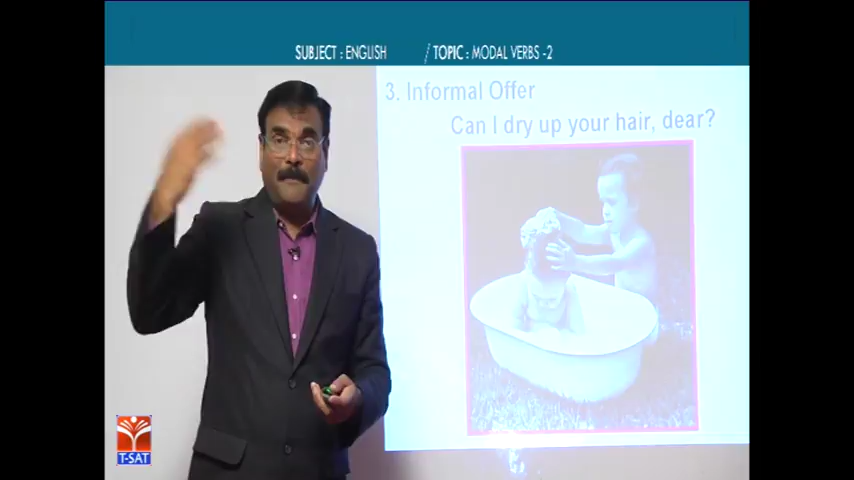 SUBJECT : ENGLISH / TOPIC : MODAL VERBS -2
3. Informal Offer
Can I dry up your hair, dear?
T-SAT